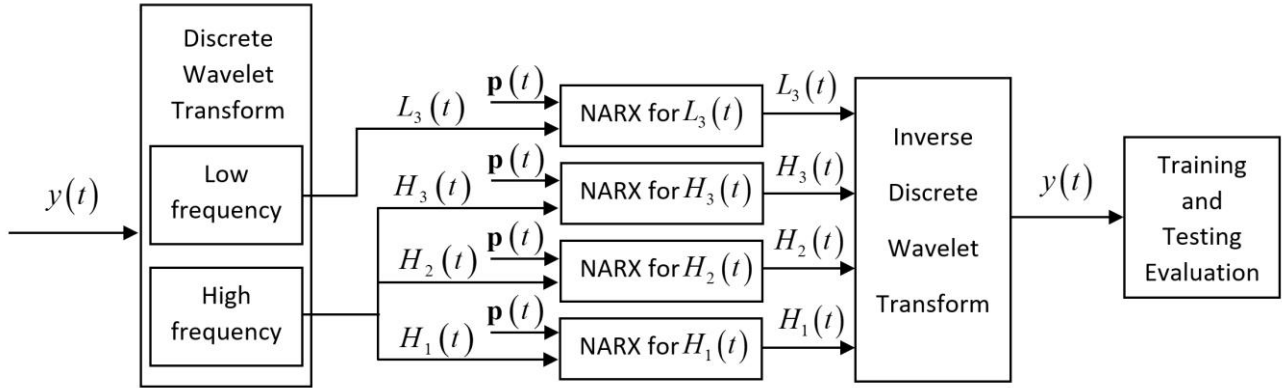 y(t)
Discrete
Wavelet
Transform
Low
frequency
High
frequency
L₃(t)
H₃(t)
H₂(t)
H₁(t)
p(t)
p(t)
p(t)
p(t)
NARX for L₃(t)
NARX for H₃(t)
NARX for H₂(t)
NARX for H₁(t)
L₃(t)
H₃(t)
H₂(t)
H₁(t)
Inverse
Discrete
Wavelet
Transform
y(t)
Training
and
Testing
Evaluation